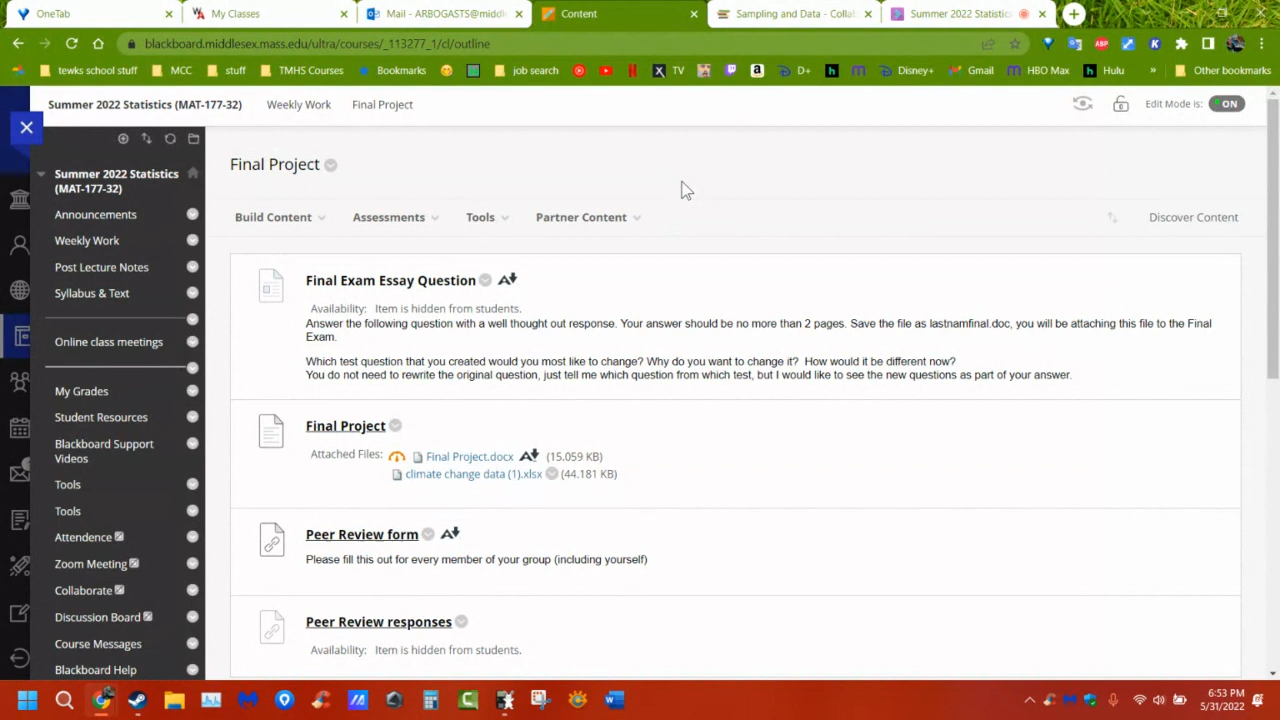 OneTab
My Classes
Mail - ARBOGASTS@middl
Content
Sampling and Data - Collab
Summer 2022 Statistics
blackboard.middlesex.mass.edu/ultra/courses/_113277_1/cl/outline
tewks school stuff
MCC
stuff
TMHS Courses
Bookmarks
job search
TV
D+
Disney+
Gmail
HBO Max
Hulu
»
Other bookmarks
Summer 2022 Statistics (MAT-177-32)
Weekly Work
Final Project
Edit Mode is:
ON
Summer 2022 Statistics
(MAT-177-32)
Announcements
Weekly Work
Post Lecture Notes
Syllabus & Text
Online class meetings
My Grades
Student Resources
Blackboard Support
Videos
Tools
Tools
Attendence
Zoom Meeting
Collaborate
Discussion Board
Course Messages
Blackboard Help
Final Project
Build Content
Assessments
Tools
Partner Content
Discover Content
Final Exam Essay Question
Availability: Item is hidden from students.
Answer the following question with a well thought out response. Your answer should be no more than 2 pages. Save the file as lastnamfinal.doc, you will be attaching this file to the Final
Exam.
Which test question that you created would you most like to change? Why do you want to change it? How would it be different now?
You do not need to rewrite the original question, just tell me which question from which test, but I would like to see the new questions as part of your answer.
Final Project
Attached Files: Final Project.docx (15.059 KB)
climate change data (1).xlsx (44.181 KB)
Peer Review form
Please fill this out for every member of your group (including yourself)
Peer Review responses
Availability: Item is hidden from students.
6:53 PM
5/31/2022